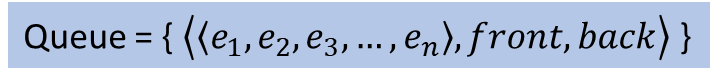 Queue = { ⟨⟨e₁, e₂, e₃, …, eₙ⟩, front, back⟩ }